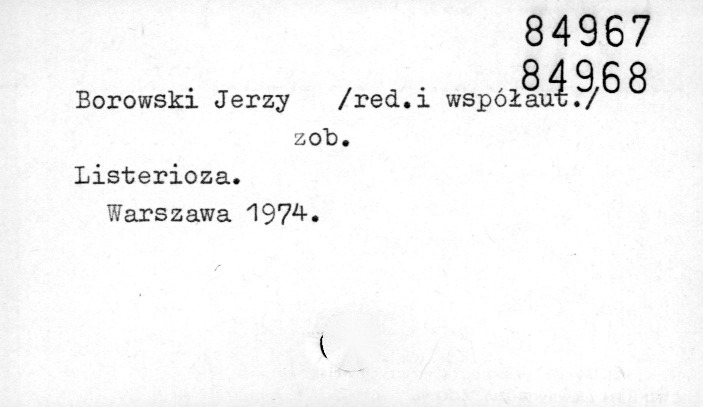 84967
84968
Borowski Jerzy /red.i współaut./
zob.
Listerioza.
Warszawa 1974.